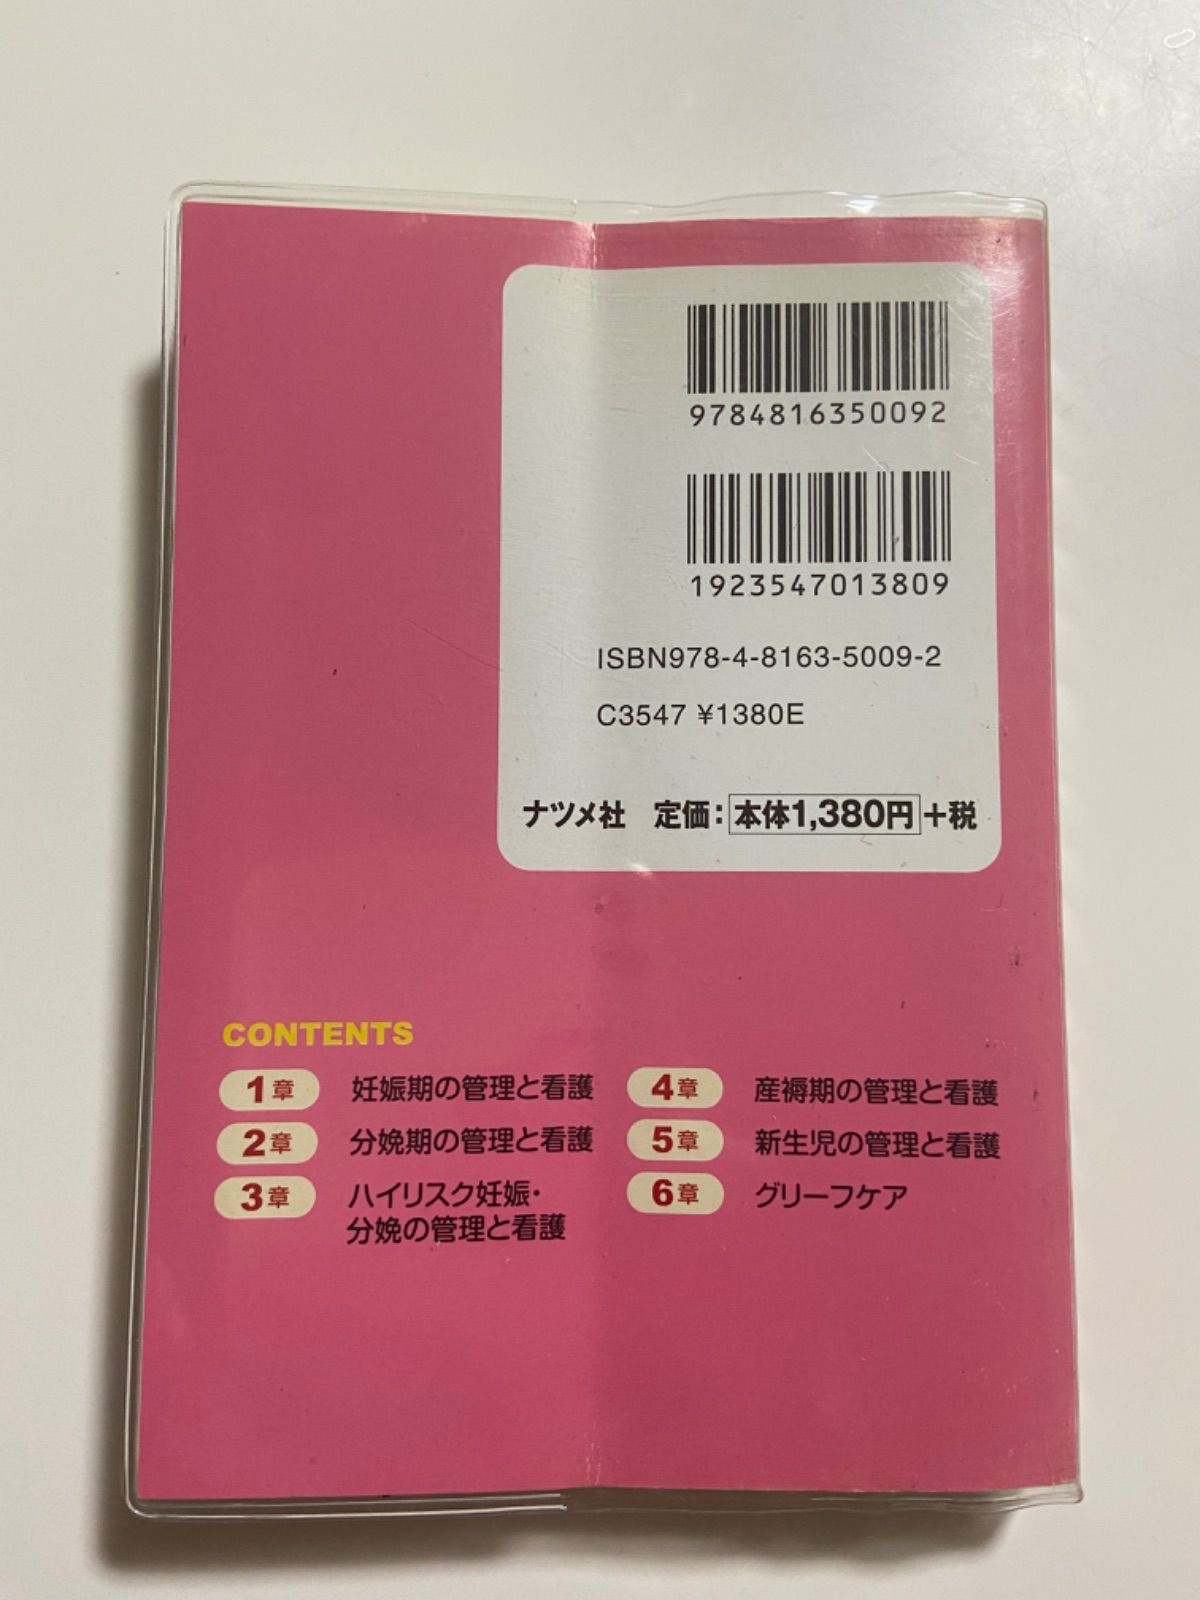 9784816350092
1923547013809
ISBN978-4-8163-5009-2
C3547 ¥1380E
ナツメ社 定価：本体1,380円+税
CONTENTS
1章 妊娠期の管理と看護
2章 分娩期の管理と看護
3章 ハイリスク妊娠・
分娩の管理と看護
4章 産褥期の管理と看護
5章 新生児の管理と看護
6章 グリーフケア